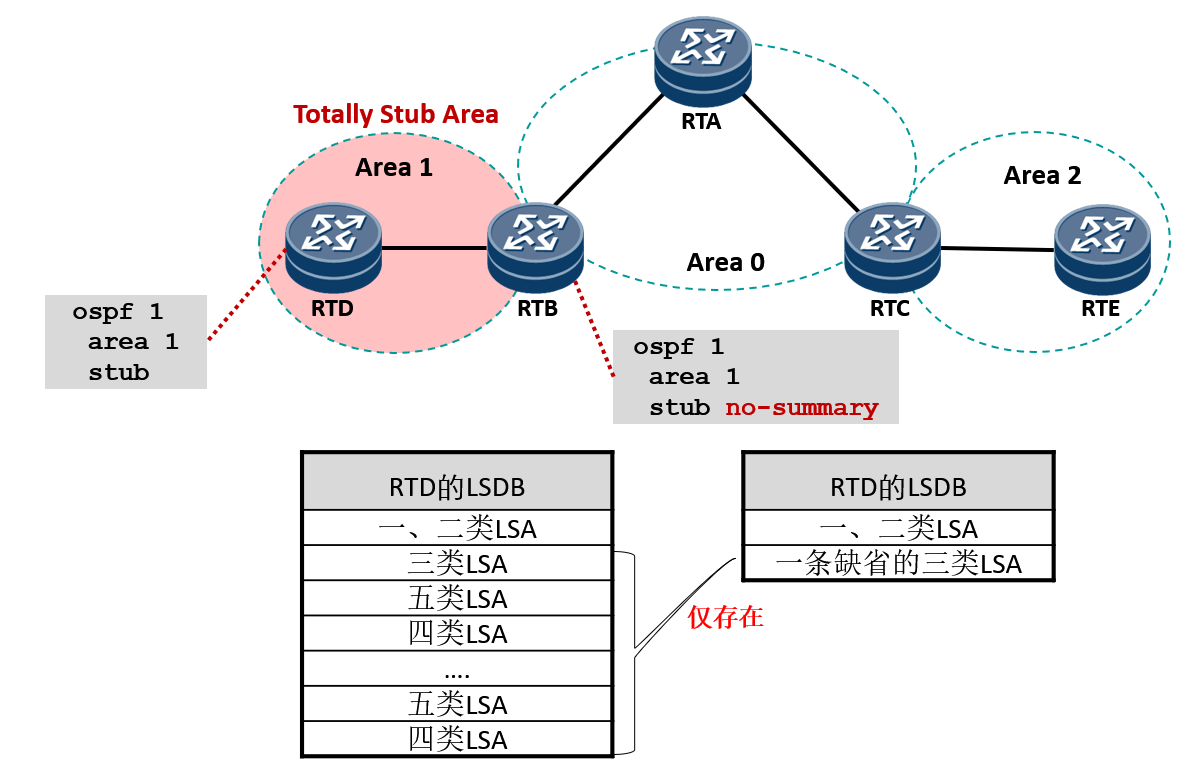 RTA
Totally Stub Area
Area 1
Area 2
Area 0
RTD
RTB
RTC
RTE
ospf 1
area 1
stub
ospf 1
area 1
stub no-summary
RTD的LSDB
一、二类LSA
三类LSA
五类LSA
四类LSA
....
五类LSA
四类LSA
RTD的LSDB
一、二类LSA
一条缺省的三类LSA
仅存在